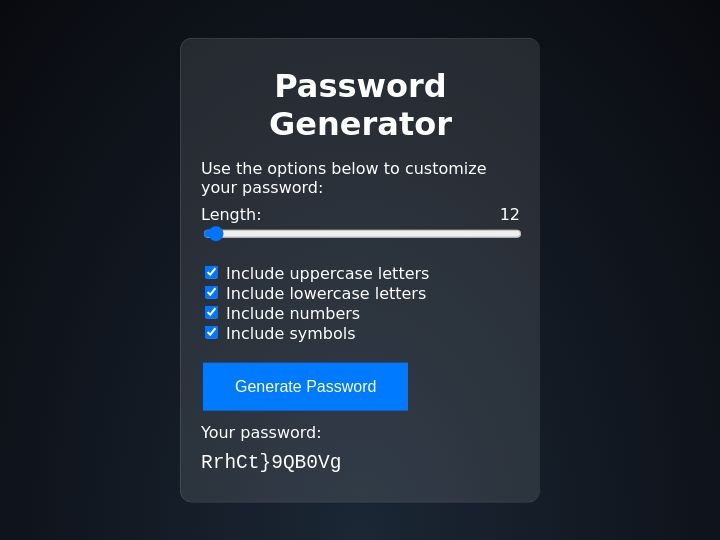 Password
Generator
Use the options below to customize
your password:
Length: 12
Include uppercase letters
Include lowercase letters
Include numbers
Include symbols
Generate Password
Your password:
RrhCt}9QB0Vg